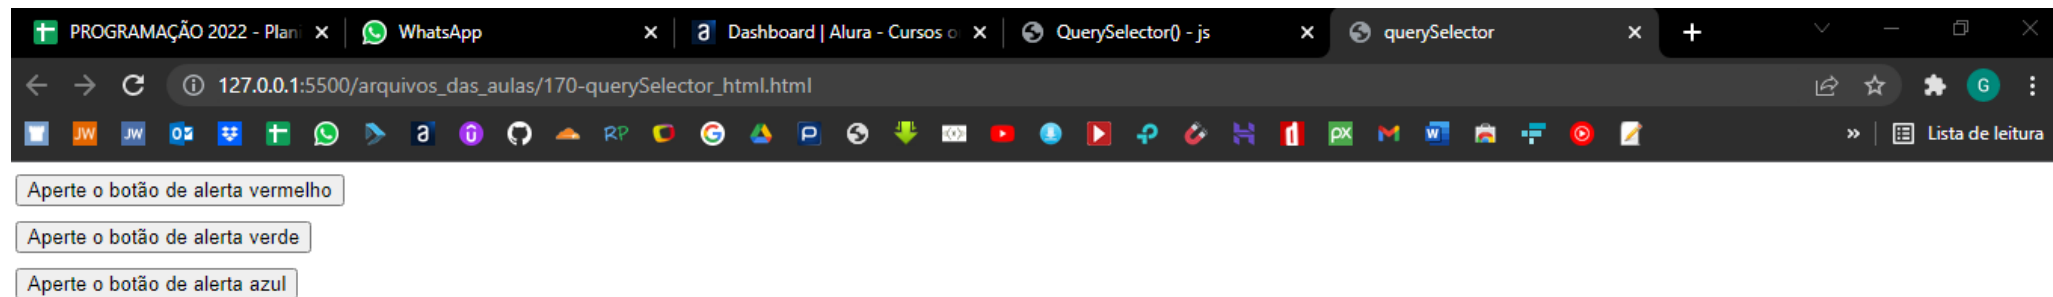 PROGRAMAÇÃO 2022 - Plani WhatsApp Dashboard | Alura - Cursos o QuerySelector() - js querySelector
127.0.0.1:5500/arquivos_das_aulas/170-querySelector_html.html G
JW JW a RP G P px M W » Lista de leitura
Aperte o botão de alerta vermelho
Aperte o botão de alerta verde
Aperte o botão de alerta azul